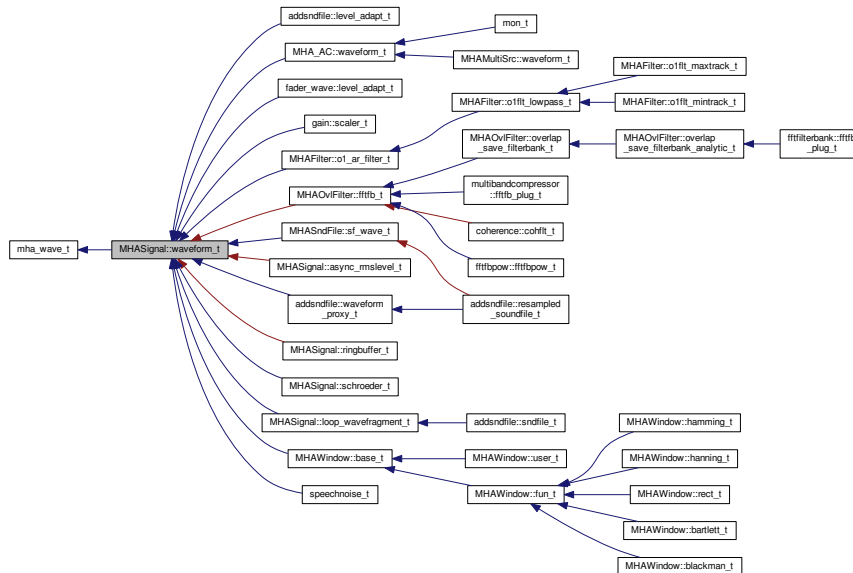 addsndfile::level_adapt_t
mon_t
MHA_AC::waveform_t
MHAMultiSrc::waveform_t
MHAFilter::o1flt_maxtrack_t
fader_wave::level_adapt_t
MHAFilter::o1flt_lowpass_t
MHAFilter::o1flt_mintrack_t
gain::scaler_t
MHAOvlFilter::overlap
_save_filterbank_t
MHAOvlFilter::overlap
_save_filterbank_analytic_t
fftfilterbank::fftfb
_plug_t
MHAFilter::o1_ar_filter_t
MHAOvlFilter::fftfb_t
multibandcompressor
::fftfb_plug_t
MHASndFile::sf_wave_t
coherence::cohflt_t
mha_wave_t
MHASignal::waveform_t
MHASignal::async_rmslevel_t
fftfbpow::fftfbpow_t
addsndfile::waveform
_proxy_t
addsndfile::resampled
_soundfile_t
MHASignal::ringbuffer_t
MHASignal::schroeder_t
MHASignal::loop_wavefragment_t
addsndfile::sndfile_t
MHAWindow::hamming_t
MHAWindow::base_t
MHAWindow::user_t
MHAWindow::hanning_t
speechnoise_t
MHAWindow::fun_t
MHAWindow::rect_t
MHAWindow::bartlett_t
MHAWindow::blackman_t